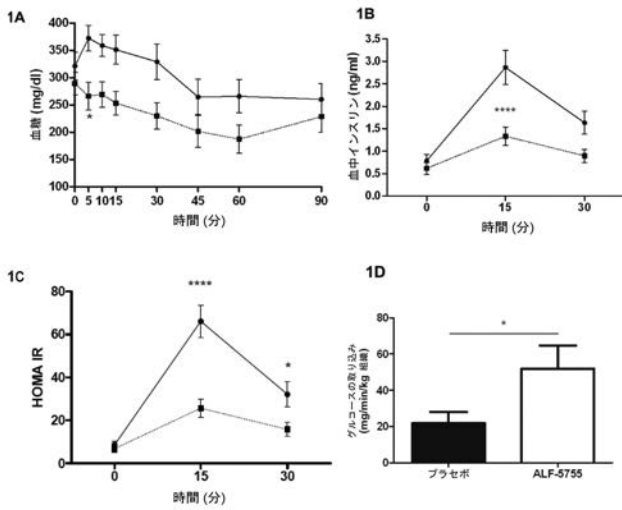 1A
血糖 (mg/dl)
400
350
300
250
200
150
100
*
0 5 10 15 30 45 60 90
時間 (分)
1B
血中インスリン (ng/ml)
3.5
3.0
2.5
2.0
1.5
1.0
0.5
0.0
****
0 15 30
時間 (分)
1C
HOMA IR
80
60
40
20
0
****
*
0 15 30
時間 (分)
1D
グルコースの取り込み
(mg/min/kg 組織)
80
60
40
20
0
*
プラセボ ALF-5755